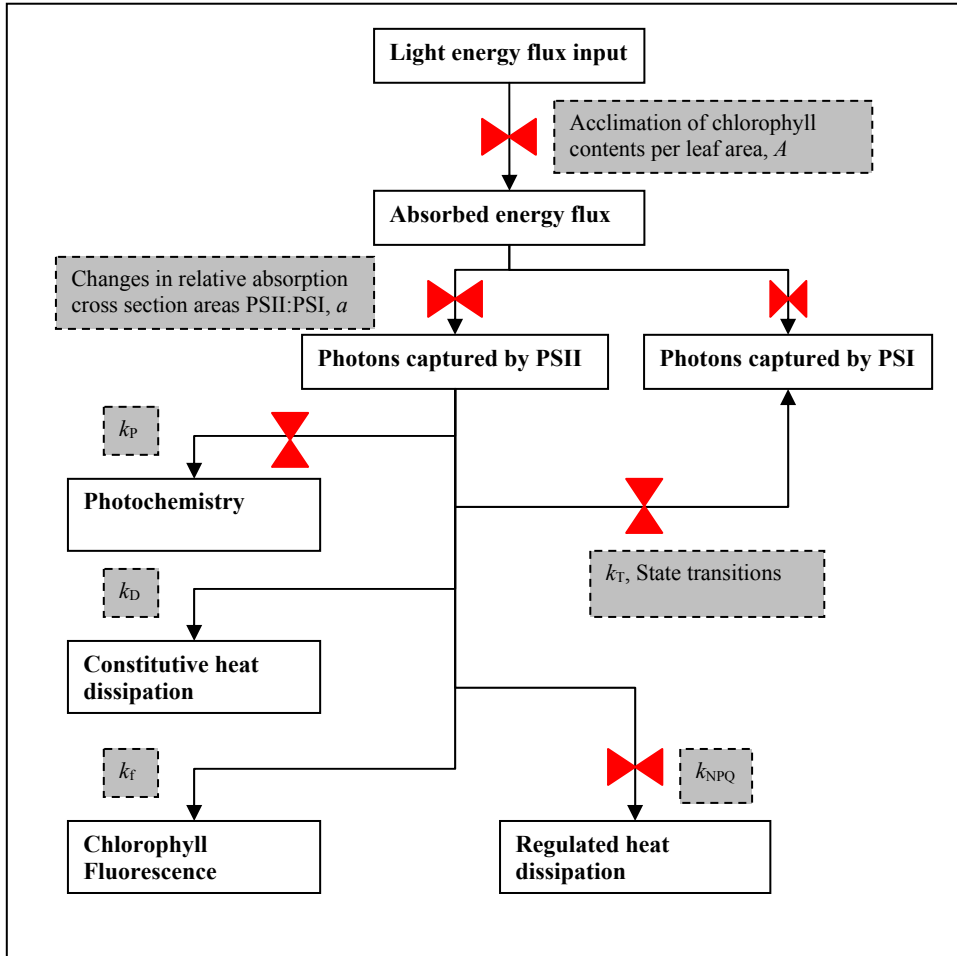 Light energy flux input
Acclimation of chlorophyll
contents per leaf area, A
Absorbed energy flux
Changes in relative absorption
cross section areas PSII:PSI, a
Photons captured by PSII
Photons captured by PSI
kP
Photochemistry
kT, State transitions
kD
Constitutive heat
dissipation
kf
kNPQ
Chlorophyll
Fluorescence
Regulated heat
dissipation